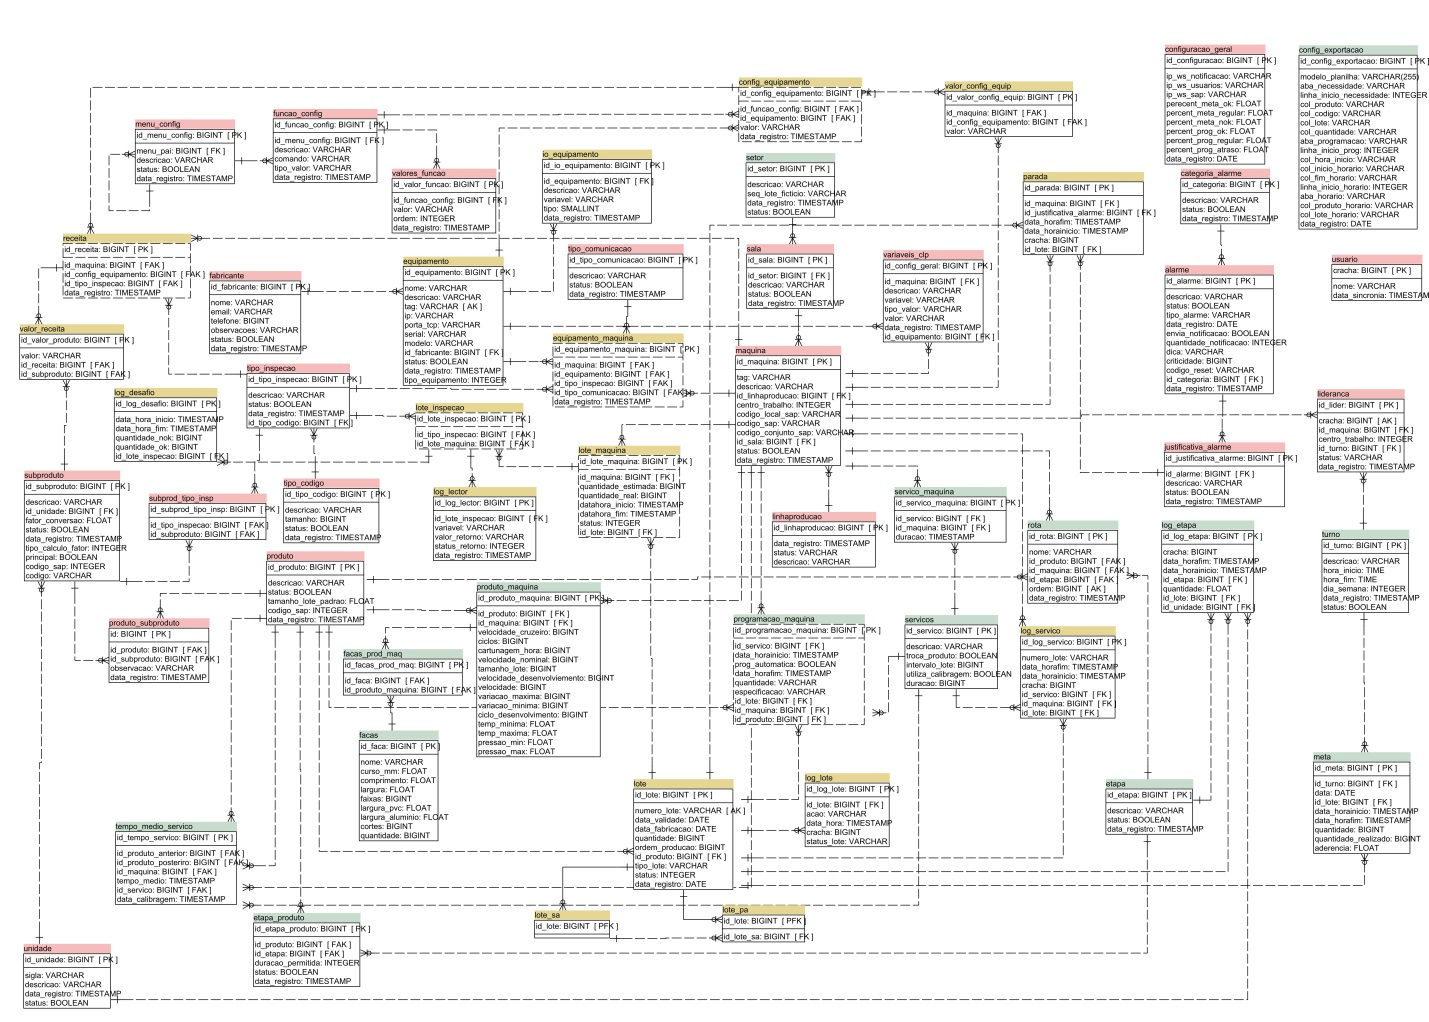 configuracao_geral
id_configuracao: BIGINT [ PK ]
ip_ws_notificacao: VARCHAR
ip_ws_usuarios: VARCHAR
ip_ws_sap: VARCHAR
perecent_meta_ok: FLOAT
percent_meta_regular: FLOAT
percent_meta_nok: FLOAT
percent_prog_ok: FLOAT
percent_prog_regular: FLOAT
percent_prog_atraso: FLOAT
data_registro: DATE
config_exportacao
id_config_exportacao: BIGINT [ PK ]
modelo_planilha: VARCHAR(255)
aba_necessidade: VARCHAR
linha_inicio_necessidade: INTEGER
col_produto: VARCHAR
col_codigo: VARCHAR
col_lote: VARCHAR
col_quantidade: VARCHAR
aba_programacao: VARCHAR
linha_inicio_prog: INTEGER
col_hora_inicio: VARCHAR
col_inicio_horario: VARCHAR
col_fim_horario: VARCHAR
linha_inicio_horario: INTEGER
aba_horario: VARCHAR
col_produto_horario: VARCHAR
col_lote_horario: VARCHAR
data_registro: DATE
config_equipamento
id_config_equipamento: BIGINT [ PK ]
id_funcao_config: BIGINT [ FAK ]
id_equipamento: BIGINT [ FAK ]
valor: VARCHAR
data_registro: TIMESTAMP
valor_config_equip
id_valor_config_equip: BIGINT [ PK ]
id_maquina: BIGINT [ FAK ]
id_config_equipamento: BIGINT [ FAK ]
valor: VARCHAR
menu_config
id_menu_config: BIGINT [ PK ]
menu_pai: BIGINT [ FK ]
descricao: VARCHAR
status: BOOLEAN
data_registro: TIMESTAMP
funcao_config
id_funcao_config: BIGINT [ PK ]
id_menu_config: BIGINT [ FK ]
descricao: VARCHAR
comando: VARCHAR
tipo_valor: VARCHAR
data_registro: TIMESTAMP
valores_funcao
id_valor_funcao: BIGINT [ PK ]
id_funcao_config: BIGINT [ FK ]
valor: VARCHAR
ordem: INTEGER
data_registro: TIMESTAMP
io_equipamento
id_io_equipamento: BIGINT [ PK ]
id_equipamento: BIGINT [ FK ]
descricao: VARCHAR
variavel: VARCHAR
tipo: SMALLINT
data_registro: TIMESTAMP
setor
id_setor: BIGINT [ PK ]
descricao: VARCHAR
seq_lote_ficticio: VARCHAR
data_registro: TIMESTAMP
status: BOOLEAN
parada
id_parada: BIGINT [ PK ]
id_maquina: BIGINT [ FK ]
id_justificativa_alarme: BIGINT [ FK ]
data_horafim: TIMESTAMP
data_horainicio: TIMESTAMP
cracha: BIGINT
id_lote: BIGINT [ FK ]
categoria_alarme
id_categoria: BIGINT [ PK ]
descricao: VARCHAR
status: BOOLEAN
data_registro: TIMESTAMP
receita
id_receita: BIGINT [ PK ]
id_maquina: BIGINT [ FAK ]
id_config_equipamento: BIGINT [ FAK ]
id_tipo_inspecao: BIGINT [ FAK ]
data_registro: TIMESTAMP
fabricante
id_fabricante: BIGINT [ PK ]
nome: VARCHAR
email: VARCHAR
telefone: BIGINT
observacoes: VARCHAR
status: BOOLEAN
data_registro: TIMESTAMP
equipamento
id_equipamento: BIGINT [ PK ]
nome: VARCHAR
descricao: VARCHAR
tag: VARCHAR [ AK ]
ip: VARCHAR
porta_tcp: VARCHAR
serial: VARCHAR
modelo: VARCHAR
id_fabricante: BIGINT [ FK ]
status: BOOLEAN
data_registro: TIMESTAMP
tipo_equipamento: INTEGER
tipo_comunicacao
id_tipo_comunicacao: BIGINT [ PK ]
descricao: VARCHAR
status: BOOLEAN
data_registro: TIMESTAMP
sala
id_sala: BIGINT [ PK ]
id_setor: BIGINT [ FK ]
descricao: VARCHAR
status: BOOLEAN
data_registro: TIMESTAMP
variaveis_clp
id_config_geral: BIGINT [ PK ]
id_maquina: BIGINT [ FK ]
descricao: VARCHAR
variavel: VARCHAR
tipo_valor: VARCHAR
valor: VARCHAR
data_registro: TIMESTAMP
id_equipamento: BIGINT [ FK ]
alarme
id_alarme: BIGINT [ PK ]
descricao: VARCHAR
status: BOOLEAN
tipo_alarme: VARCHAR
data_registro: DATE
envia_notificacao: BOOLEAN
quantidade_notificacao: INTEGER
dica: VARCHAR
criticidade: BIGINT
codigo_reset: VARCHAR
id_categoria: BIGINT [ FK ]
data_registro: TIMESTAMP
usuario
cracha: BIGINT [ PK ]
nome: VARCHAR
data_sincronia: TIMESTAM
valor_receita
id_valor_produto: BIGINT [ PK ]
valor: VARCHAR
id_receita: BIGINT [ FAK ]
id_subproduto: BIGINT [ FAK ]
equipamento_maquina
id_equipamento_maquina: BIGINT [ PK ]
id_maquina: BIGINT [ FAK ]
id_equipamento: BIGINT [ FAK ]
id_tipo_inspecao: BIGINT [ FAK ]
id_tipo_comunicacao: BIGINT [ FAK ]
data_registro: TIMESTAMP
maquina
id_maquina: BIGINT [ PK ]
tag: VARCHAR
descricao: VARCHAR
id_linhaproducao: BIGINT [ FK ]
centro_trabalho: INTEGER
codigo_local_sap: VARCHAR
codigo_sap: VARCHAR
codigo_conjunto_sap: VARCHAR
id_sala: BIGINT [ FK ]
status: BOOLEAN
data_registro: TIMESTAMP
tipo_inspecao
id_tipo_inspecao: BIGINT [ PK ]
descricao: VARCHAR
status: BOOLEAN
data_registro: TIMESTAMP
id_tipo_codigo: BIGINT [ FK ]
log_desafio
id_log_desafio: BIGINT [ PK ]
data_hora_inicio: TIMESTAMP
data_hora_fim: TIMESTAMP
quantidade_nok: BIGINT
quantidade_ok: BIGINT
id_lote_inspecao: BIGINT [ FK ]
lote_inspecao
id_lote_inspecao: BIGINT [ PK ]
id_tipo_inspecao: BIGINT [ FAK ]
id_lote_maquina: BIGINT [ FAK ]
lideranca
id_lider: BIGINT [ PK ]
cracha: BIGINT [ AK ]
id_maquina: BIGINT [ FK ]
centro_trabalho: INTEGER
id_turno: BIGINT [ FK ]
status: BOOLEAN
data_registro: TIMESTAMP
lote_maquina
id_lote_maquina: BIGINT [ PK ]
id_maquina: BIGINT [ FK ]
quantidade_estimada: BIGINT
quantidade_real: BIGINT
datahora_inicio: TIMESTAMP
datahora_fim: TIMESTAMP
status: INTEGER
id_lote: BIGINT [ FK ]
justificativa_alarme
id_justificativa_alarme: BIGINT [ PK ]
id_alarme: BIGINT [ FK ]
descricao: VARCHAR
status: BOOLEAN
data_registro: TIMESTAMP
subproduto
id_subproduto: BIGINT [ PK ]
descricao: VARCHAR
id_unidade: BIGINT [ FK ]
fator_conversao: FLOAT
status: BOOLEAN
data_registro: TIMESTAMP
tipo_calculo_fator: INTEGER
principal: BOOLEAN
codigo_sap: INTEGER
codigo: VARCHAR
subprod_tipo_insp
id_subprod_tipo_insp: BIGINT [ PK ]
id_tipo_inspecao: BIGINT [ FAK ]
id_subproduto: BIGINT [ FAK ]
tipo_codigo
id_tipo_codigo: BIGINT [ PK ]
descricao: VARCHAR
tamanho: BIGINT
status: BOOLEAN
data_registro: TIMESTAMP
log_lector
id_log_lector: BIGINT [ PK ]
id_lote_inspecao: BIGINT [ FK ]
variavel: VARCHAR
valor_retorno: VARCHAR
status_retorno: INTEGER
data_registro: TIMESTAMP
servico_maquina
id_servico_maquina: BIGINT [ PK ]
id_servico: BIGINT [ FK ]
id_maquina: BIGINT [ FK ]
duracao: TIMESTAMP
linhaproducao
id_linhaproducao: BIGINT [ PK ]
data_registro: TIMESTAMP
status: VARCHAR
descricao: VARCHAR
rota
id_rota: BIGINT [ PK ]
nome: VARCHAR
id_produto: BIGINT [ FAK ]
id_maquina: BIGINT [ FAK ]
id_etapa: BIGINT [ FAK ]
ordem: BIGINT [ AK ]
data_registro: TIMESTAMP
log_etapa
id_log_etapa: BIGINT [ PK ]
cracha: BIGINT
data_horafim: TIMESTAMP
data_horainicio: TIMESTAMP
id_etapa: BIGINT [ FK ]
quantidade: FLOAT
id_lote: BIGINT [ FK ]
id_unidade: BIGINT [ FK ]
turno
id_turno: BIGINT [ PK ]
descricao: VARCHAR
hora_inicio: TIME
hora_fim: TIME
dia_semana: INTEGER
data_registro: TIMESTAMP
status: BOOLEAN
produto
id_produto: BIGINT [ PK ]
descricao: VARCHAR
status: BOOLEAN
tamanho_lote_padrao: FLOAT
codigo_sap: INTEGER
data_registro: TIMESTAMP
produto_maquina
id_produto_maquina: BIGINT [ PK ]
id_produto: BIGINT [ FK ]
id_maquina: BIGINT [ FK ]
velocidade_cruzeiro: BIGINT
ciclos: BIGINT
cartunagem_hora: BIGINT
velocidade_nominal: BIGINT
tamanho_lote: BIGINT
velocidade_desenvolviemento: BIGINT
velocidade: BIGINT
variacao_maxima: BIGINT
variacao_minima: BIGINT
ciclo_desenvolvimento: BIGINT
temp_minima: FLOAT
temp_maxima: FLOAT
pressao_min: FLOAT
pressao_max: FLOAT
produto_subproduto
id: BIGINT [ PK ]
id_produto: BIGINT [ FAK ]
id_subproduto: BIGINT [ FAK ]
observacao: VARCHAR
data_registro: TIMESTAMP
facas_prod_maq
id_facas_prod_maq: BIGINT [ PK ]
id_faca: BIGINT [ FAK ]
id_produto_maquina: BIGINT [ FAK ]
programacao_maquina
id_programacao_maquina: BIGINT [ PK ]
id_servico: BIGINT [ FK ]
data_horainicio: TIMESTAMP
prog_automatica: BOOLEAN
data_horafim: TIMESTAMP
quantidade: VARCHAR
especificacao: VARCHAR
id_lote: BIGINT [ FK ]
id_maquina: BIGINT [ FK ]
id_produto: BIGINT [ FK ]
servicos
id_servico: BIGINT [ PK ]
descricao: VARCHAR
troca_produto: BOOLEAN
intervalo_lote: BIGINT
utiliza_calibragem: BOOLEAN
duracao: BIGINT
log_servico
id_log_servico: BIGINT [ PK ]
numero_lote: VARCHAR
data_horafim: TIMESTAMP
data_horainicio: TIMESTAMP
cracha: BIGINT
id_servico: BIGINT [ FK ]
id_maquina: BIGINT [ FK ]
id_lote: BIGINT [ FK ]
facas
id_faca: BIGINT [ PK ]
nome: VARCHAR
curso_mm: FLOAT
comprimento: FLOAT
largura: FLOAT
faixas: BIGINT
largura_pvc: FLOAT
largura_aluminio: FLOAT
cortes: BIGINT
quantidade: BIGINT
lote
id_lote: BIGINT [ PK ]
numero_lote: VARCHAR [ AK ]
data_validade: DATE
data_fabricacao: DATE
quantidade: BIGINT
ordem_producao: BIGINT
id_produto: BIGINT [ FK ]
tipo_lote: VARCHAR
status: INTEGER
data_registro: DATE
log_lote
id_log_lote: BIGINT [ PK ]
id_lote: BIGINT [ FK ]
acao: VARCHAR
data_hora: TIMESTAMP
cracha: BIGINT
status_lote: VARCHAR
etapa
id_etapa: BIGINT [ PK ]
descricao: VARCHAR
status: BOOLEAN
data_registro: TIMESTAMP
meta
id_meta: BIGINT [ PK ]
id_turno: BIGINT [ FK ]
data: DATE
id_lote: BIGINT [ FK ]
data_horainicio: TIMESTAMP
data_horafim: TIMESTAMP
quantidade: BIGINT
quantidade_realizado: BIGINT
aderencia: FLOAT
tempo_medio_servico
id_tempo_servico: BIGINT [ PK ]
id_produto_anterior: BIGINT [ FAK ]
id_produto_posteriro: BIGINT [ FAK ]
id_maquina: BIGINT [ FAK ]
tempo_medio: TIMESTAMP
id_servico: BIGINT [ FAK ]
data_calibragem: TIMESTAMP
etapa_produto
id_etapa_produto: BIGINT [ PK ]
id_produto: BIGINT [ FAK ]
id_etapa: BIGINT [ FAK ]
duracao_permitida: INTEGER
status: BOOLEAN
data_registro: TIMESTAMP
lote_sa
id_lote: BIGINT [ PFK ]
lote_pa
id_lote: BIGINT [ PFK ]
id_lote_sa: BIGINT [ FK ]
unidade
id_unidade: BIGINT [ PK ]
sigla: VARCHAR
descricao: VARCHAR
data_registro: TIMESTAMP
status: BOOLEAN